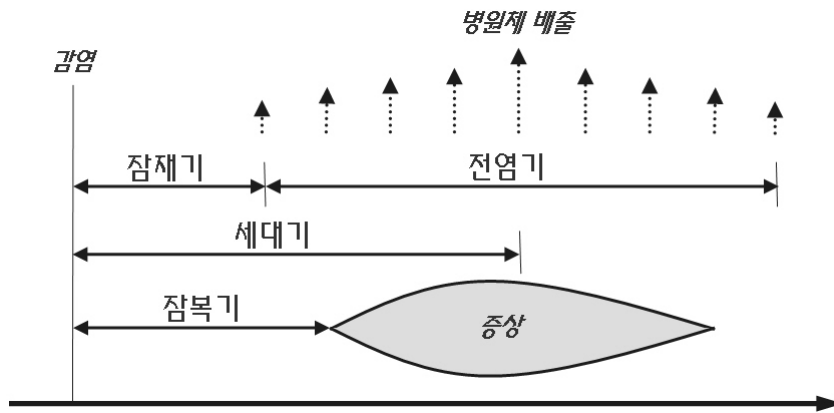 병원체 배출
감염
잠재기
전염기
세대기
잠복기
증상